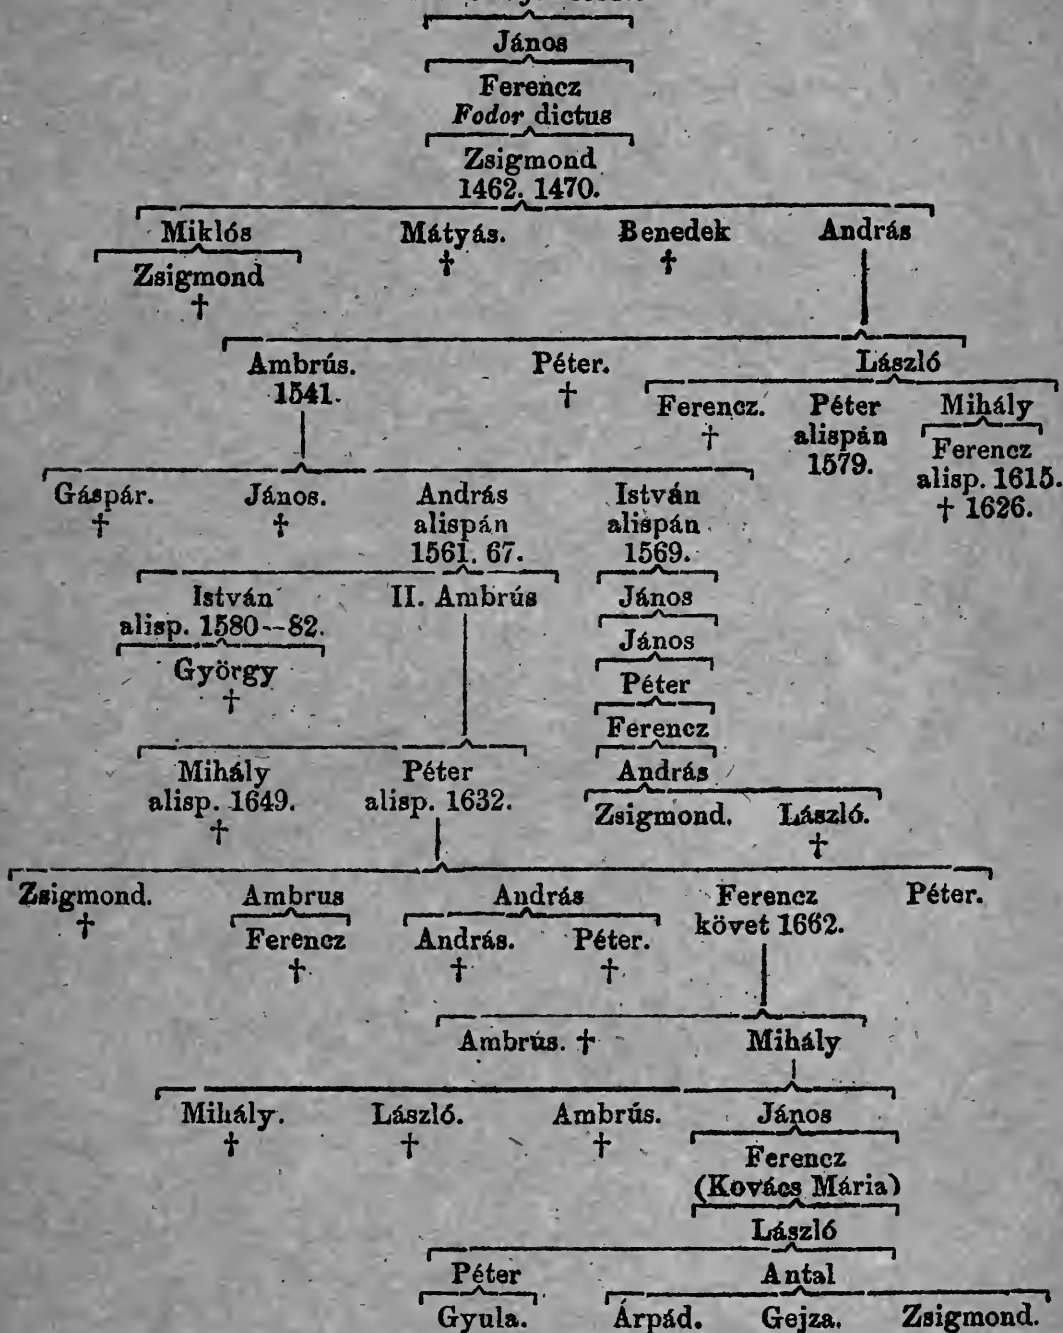 János
Ferencz
Fodor dictus
Zsigmond
1462. 1470.
Miklós Mátyás. Benedek András
† †
Zsigmond
†
Ambrús. Péter. László
1541. †
Ferencz. Péter Mihály
† alispán
1579.
Ferencz
alisp. 1615.
† 1626.
Gáspár. János. András István
† † alispán alispán
1561. 67. 1569.
István II. Ambrús János
alisp. 1580--82.
János
György
†
Péter
Ferencz
Mihály Péter András
alisp. 1649. alisp. 1632.
†
Zsigmond. László.
†
Zsigmond. Ambrus András Ferencz Péter.
† követ 1662.
Ferencz András. Péter.
† † †
Ambrús. † Mihály
Mihály. László. Ambrús. János
† † †
Ferencz
(Kovács Mária)
László
Péter Antal
Gyula. Árpád. Gejza. Zsigmond.